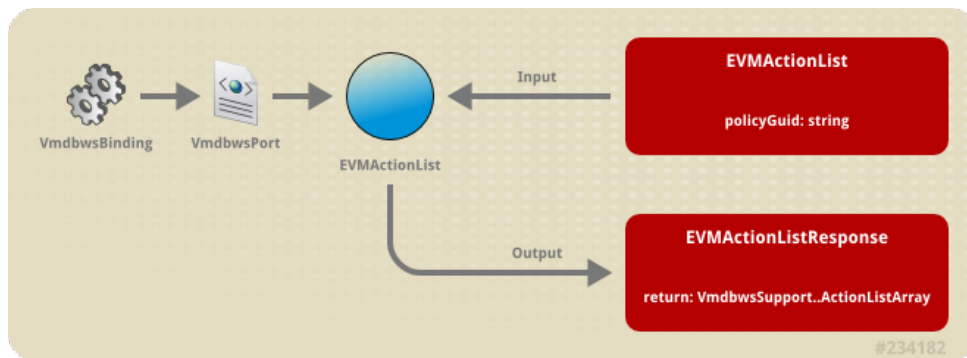 EVMActionList
Input
policyGuid: string
VmdbwsBinding
VmdbwsPort
EVMActionList
EVMActionListResponse
Output
return: VmdbwsSupport..ActionListArray
#234182